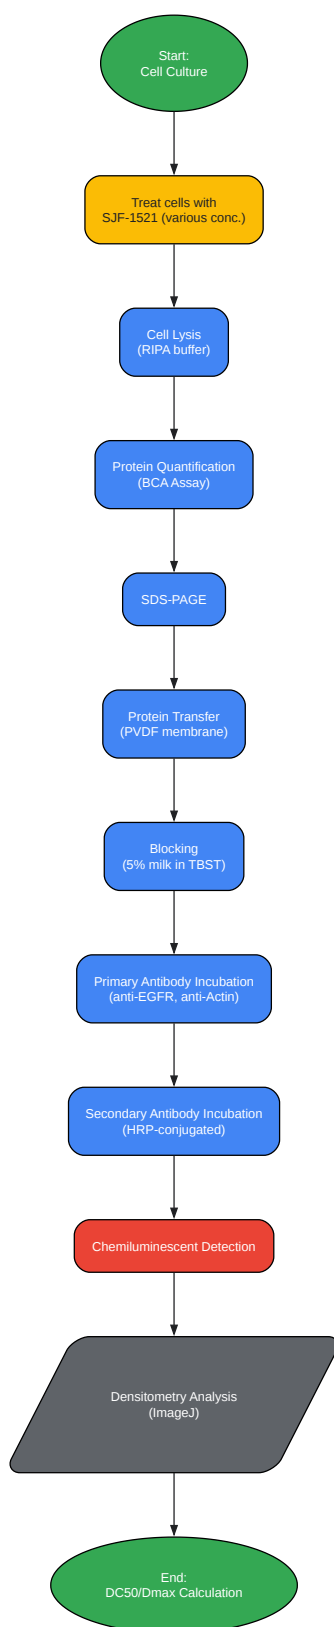 Start:
Cell Culture
Treat cells with
SJF-1521 (various conc.)
Cell Lysis
(RIPA buffer)
Protein Quantification
(BCA Assay)
SDS-PAGE
Protein Transfer
(PVDF membrane)
Blocking
(5% milk in TBST)
Primary Antibody Incubation
(anti-EGFR, anti-Actin)
Secondary Antibody Incubation
(HRP-conjugated)
Chemiluminescent Detection
Densitometry Analysis
(ImageJ)
End:
DC50/Dmax Calculation